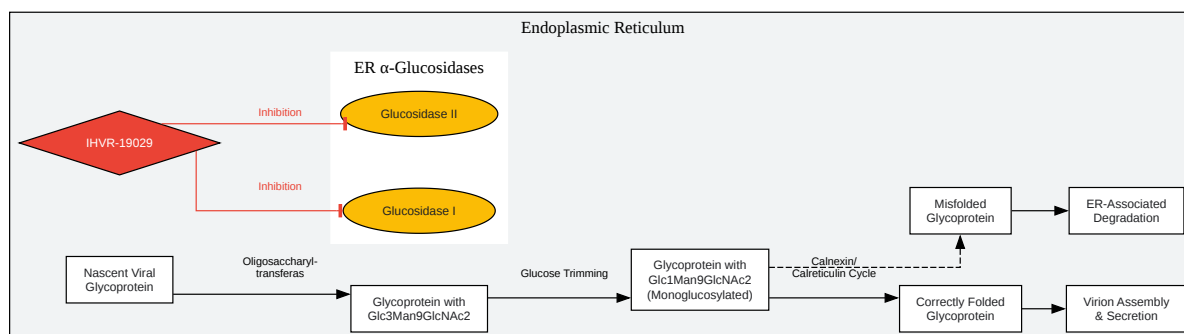 Endoplasmic Reticulum
ER α-Glucosidases
Inhibition
Glucosidase II
IHVR-19029
Inhibition
Glucosidase I
Misfolded
Glycoprotein
ER-Associated
Degradation
Nascent Viral
Glycoprotein
Oligosaccharyl-
transferas
Glycoprotein with
Glc3Man9GlcNAc2
Glucose Trimming
Glycoprotein with
Glc1Man9GlcNAc2
(Monoglucosylated)
Calnexin/
Calreticulin Cycle
Correctly Folded
Glycoprotein
Virion Assembly
& Secretion